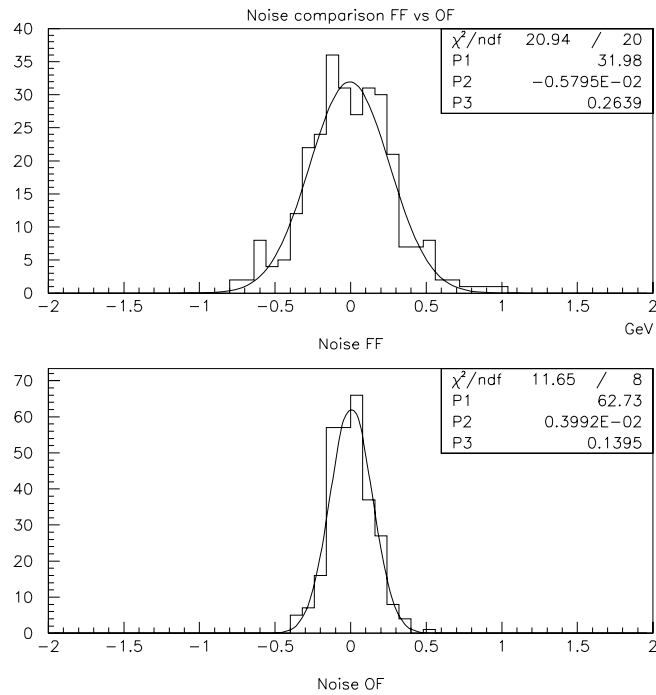 Noise comparison FF vs OF
χ²/ndf 20.94 / 20
P1 31.98
P2 -0.5795E-02
P3 0.2639
40
35
30
25
20
15
10
5
0
-2 -1.5 -1 -0.5 0 0.5 1 1.5 2
GeV
Noise FF
χ²/ndf 11.65 / 8
P1 62.73
P2 0.3992E-02
P3 0.1395
70
60
50
40
30
20
10
0
-2 -1.5 -1 -0.5 0 0.5 1 1.5 2
Noise OF